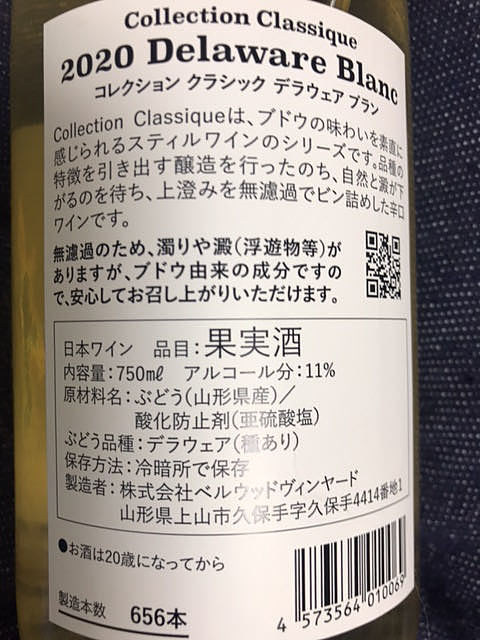 Collection Classique
2020 Delaware Blanc
コレクション クラシック デラウェア ブラン
Collection Classiqueは、ブドウの味わいを素直に
感じられるスティルワインのシリーズです。品種の
特徴を引き出す醸造を行ったのち、自然と澱が下
がるのを待ち、上澄みを無濾過でビン詰めした辛口
ワインです。
無濾過のため、濁りや澱(浮遊物等)が
ありますが、ブドウ由来の成分ですの
で、安心してお召し上がりいただけます。
日本ワイン 品目:果実酒
内容量:750mℓ アルコール分:11%
原材料名:ぶどう(山形県産)/
酸化防止剤(亜硫酸塩)
ぶどう品種:デラウェア(種あり)
保存方法:冷暗所で保存
製造者:株式会社ベルウッドヴィンヤード
山形県上山市久保手字久保手4414番地1
●お酒は20歳になってから
製造本数 656本
4 573564 010069